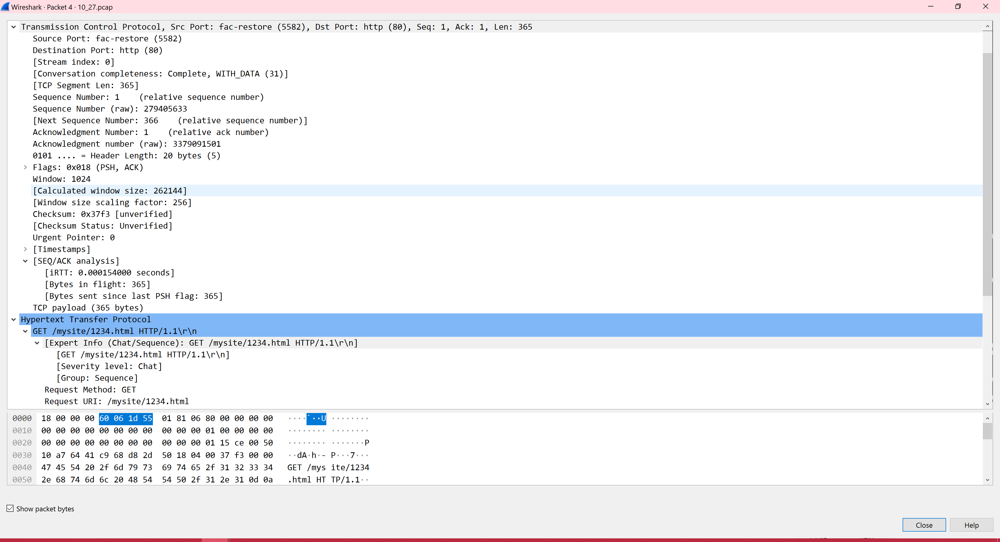 Wireshark · Packet 4 · 10_27.pcap
Transmission Control Protocol, Src Port: fac-restore (5582), Dst Port: http (80), Seq: 1, Ack: 1, Len: 365
Source Port: fac-restore (5582)
Destination Port: http (80)
[Stream index: 0]
[Conversation completeness: Complete, WITH_DATA (31)]
[TCP Segment Len: 365]
Sequence Number: 1    (relative sequence number)
Sequence Number (raw): 279405633
[Next Sequence Number: 366    (relative sequence number)]
Acknowledgment Number: 1    (relative ack number)
Acknowledgment number (raw): 3379091501
0101 .... = Header Length: 20 bytes (5)
Flags: 0x018 (PSH, ACK)
Window: 1024
[Calculated window size: 262144]
[Window size scaling factor: 256]
Checksum: 0x37f3 [unverified]
[Checksum Status: Unverified]
Urgent Pointer: 0
[Timestamps]
[SEQ/ACK analysis]
[iRTT: 0.000154000 seconds]
[Bytes in flight: 365]
[Bytes sent since last PSH flag: 365]
TCP payload (365 bytes)
Hypertext Transfer Protocol
GET /mysite/1234.html HTTP/1.1\r\n
[Expert Info (Chat/Sequence): GET /mysite/1234.html HTTP/1.1\r\n]
[GET /mysite/1234.html HTTP/1.1\r\n]
[Severity level: Chat]
[Group: Sequence]
Request Method: GET
Request URI: /mysite/1234.html
0000 18 00 00 00 60 06 1d 55 01 81 06 80 00 00 00 00 ····`··U ········
0010 00 00 00 00 00 00 00 00 00 00 00 01 00 00 00 00 ········ ········
0020 00 00 00 00 00 00 00 00 00 00 00 01 15 ce 00 50 ········ ·······P
0030 10 a7 64 41 c9 68 d8 2d 50 18 04 00 37 f3 00 00 ··dA·h·- P···7···
0040 47 45 54 20 2f 6d 79 73 69 74 65 2f 31 32 33 34 GET /mys ite/1234
0050 2e 68 74 6d 6c 20 48 54 54 50 2f 31 2e 31 0d 0a .html HT TP/1.1··
Show packet bytes
Close
Help